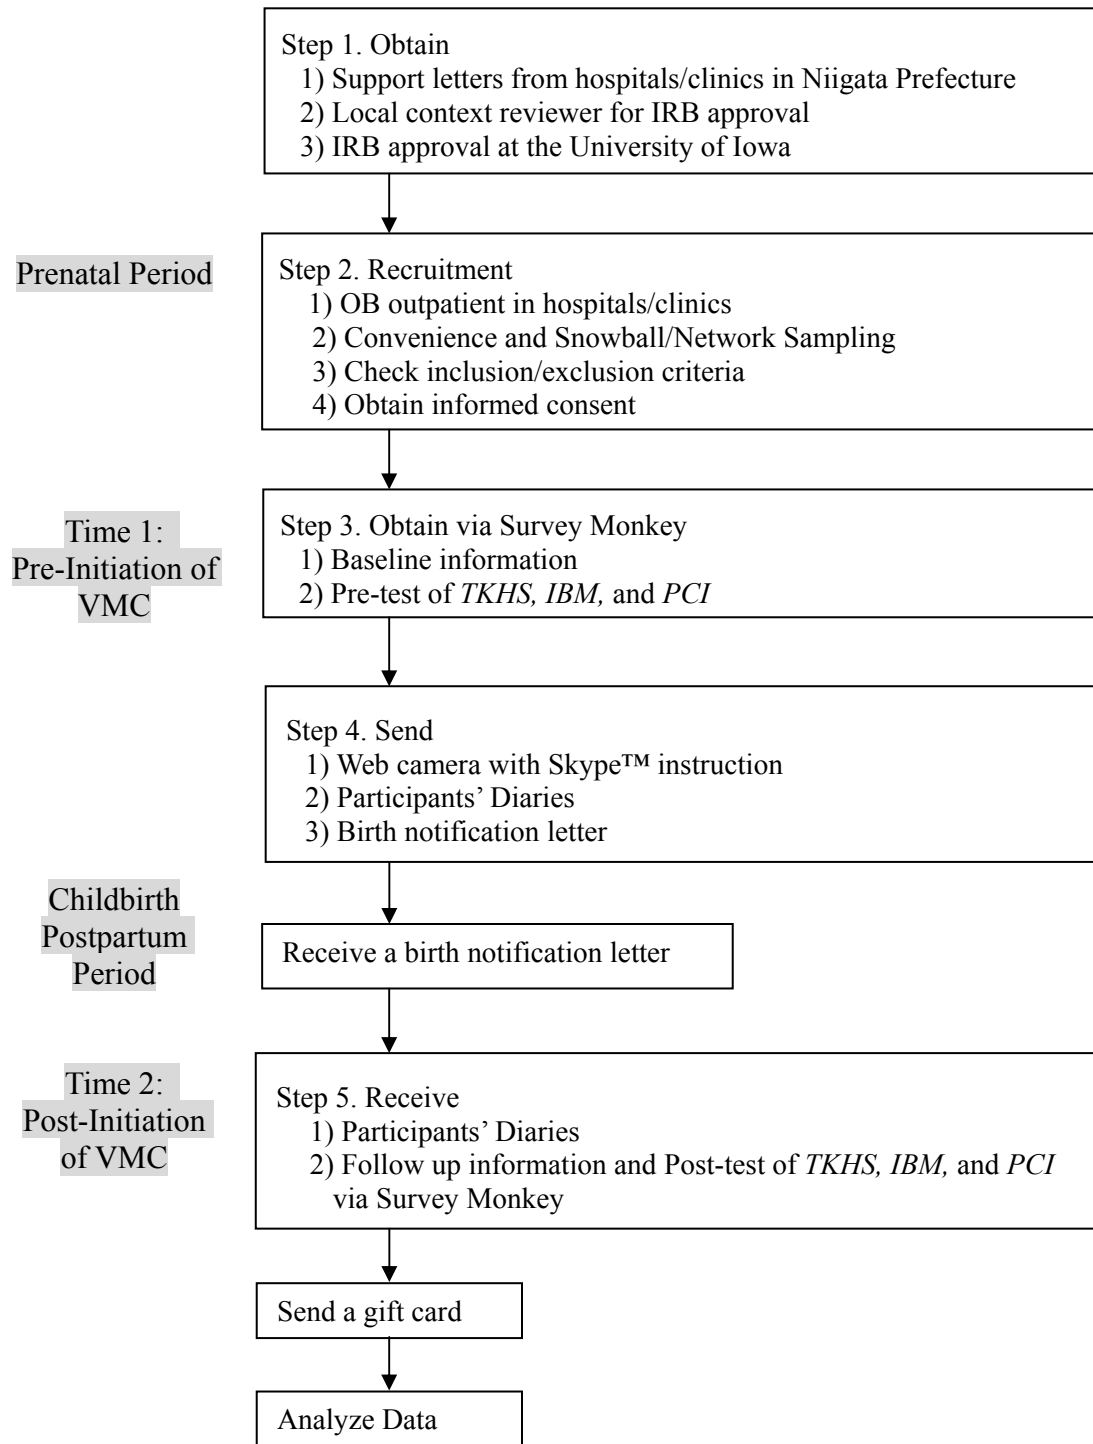 Step 1. Obtain
1) Support letters from hospitals/clinics in Niigata Prefecture
2) Local context reviewer for IRB approval
3) IRB approval at the University of Iowa
Prenatal Period
Step 2. Recruitment
1) OB outpatient in hospitals/clinics
2) Convenience and Snowball/Network Sampling
3) Check inclusion/exclusion criteria
4) Obtain informed consent
Time 1:
Pre-Initiation of
VMC
Step 3. Obtain via Survey Monkey
1) Baseline information
2) Pre-test of TKHS, IBM, and PCI
Step 4. Send
1) Web camera with Skype™ instruction
2) Participants’ Diaries
3) Birth notification letter
Childbirth
Postpartum
Period
Receive a birth notification letter
Time 2:
Post-Initiation
of VMC
Step 5. Receive
1) Participants’ Diaries
2) Follow up information and Post-test of TKHS, IBM, and PCI
via Survey Monkey
Send a gift card
Analyze Data